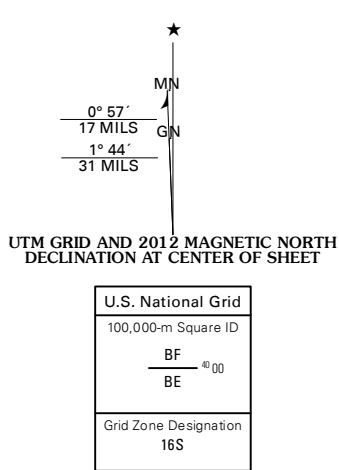 ★
MN
0° 57´
17 MILS
GN
1° 44´
31 MILS
UTM GRID AND 2012 MAGNETIC NORTH
DECLINATION AT CENTER OF SHEET
U.S. National Grid
100,000-m Square ID
BF
40 00
BE
Grid Zone Designation
16S